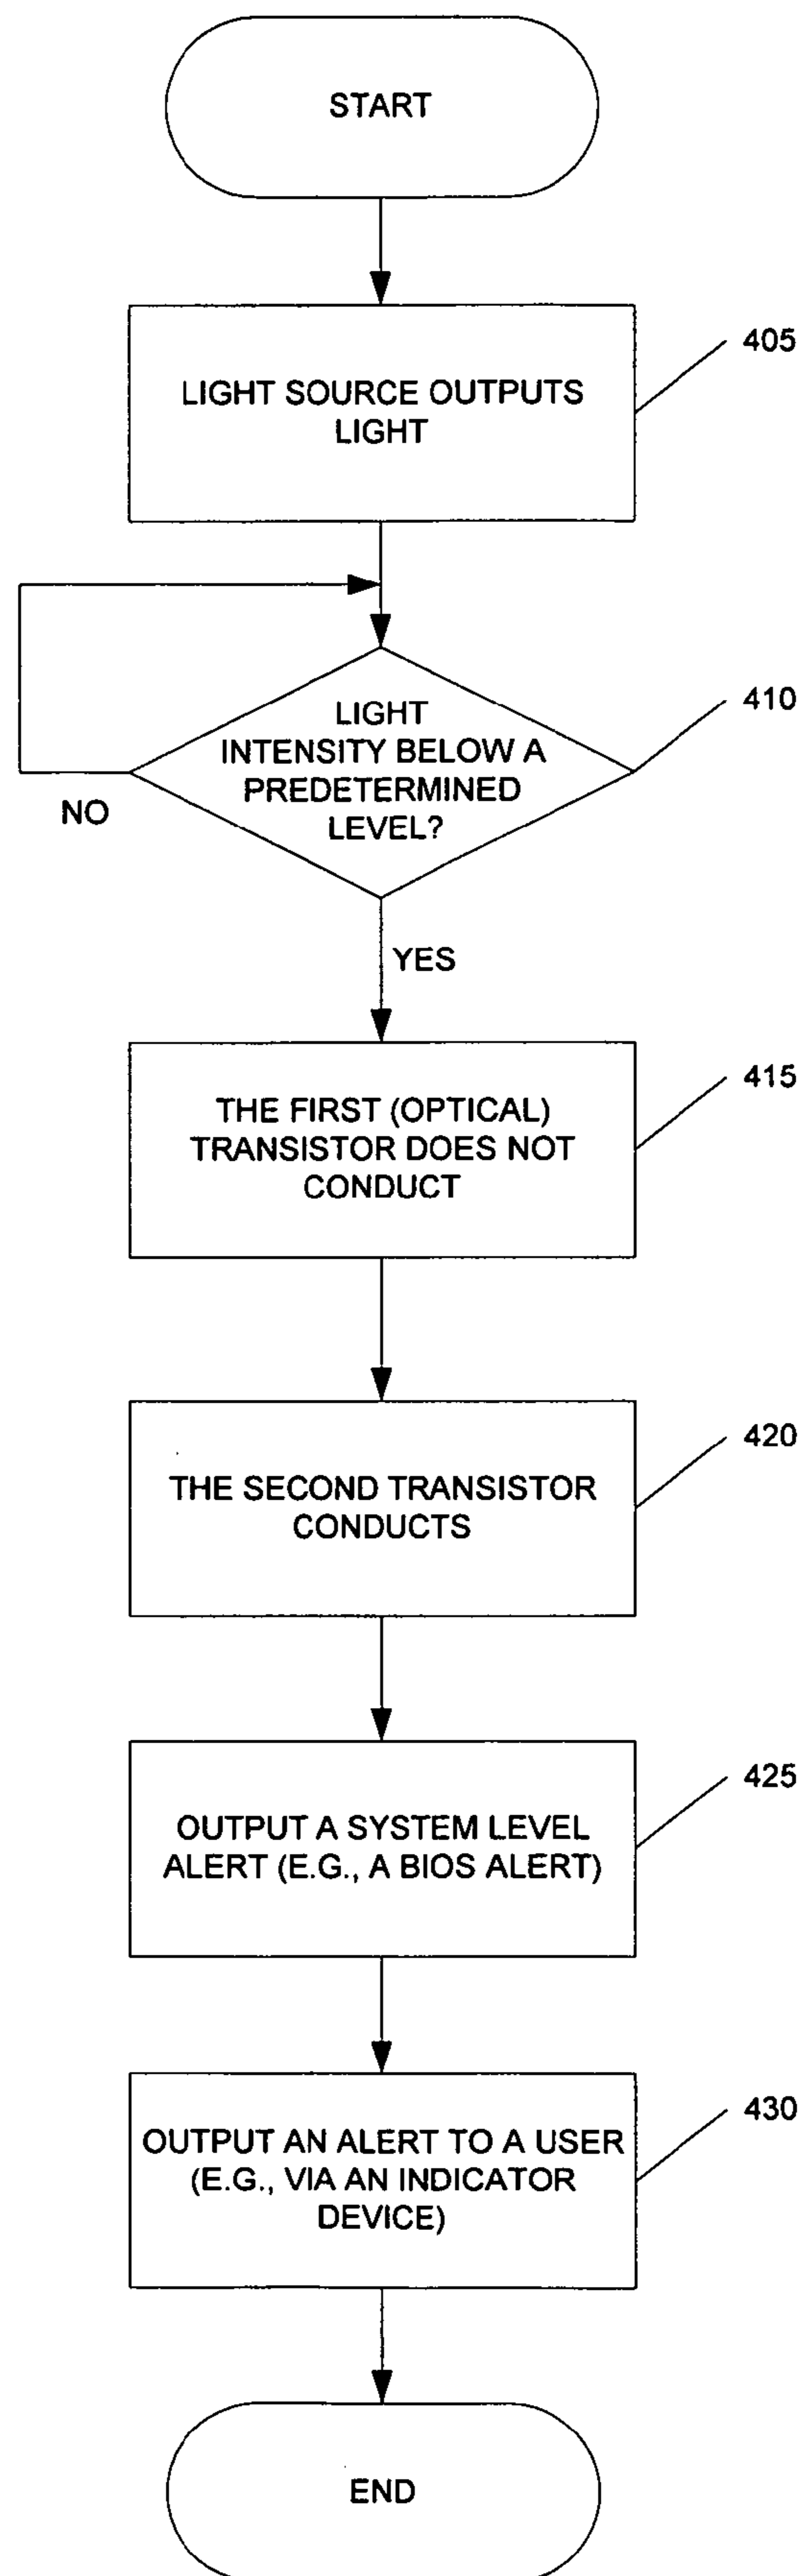 START
405
LIGHT SOURCE OUTPUTS
LIGHT
410
LIGHT
INTENSITY BELOW A
PREDETERMINED
LEVEL?
NO
YES
415
THE FIRST (OPTICAL)
TRANSISTOR DOES NOT
CONDUCT
420
THE SECOND TRANSISTOR
CONDUCTS
425
OUTPUT A SYSTEM LEVEL
ALERT (E.G., A BIOS ALERT)
430
OUTPUT AN ALERT TO A USER
(E.G., VIA AN INDICATOR
DEVICE)
END